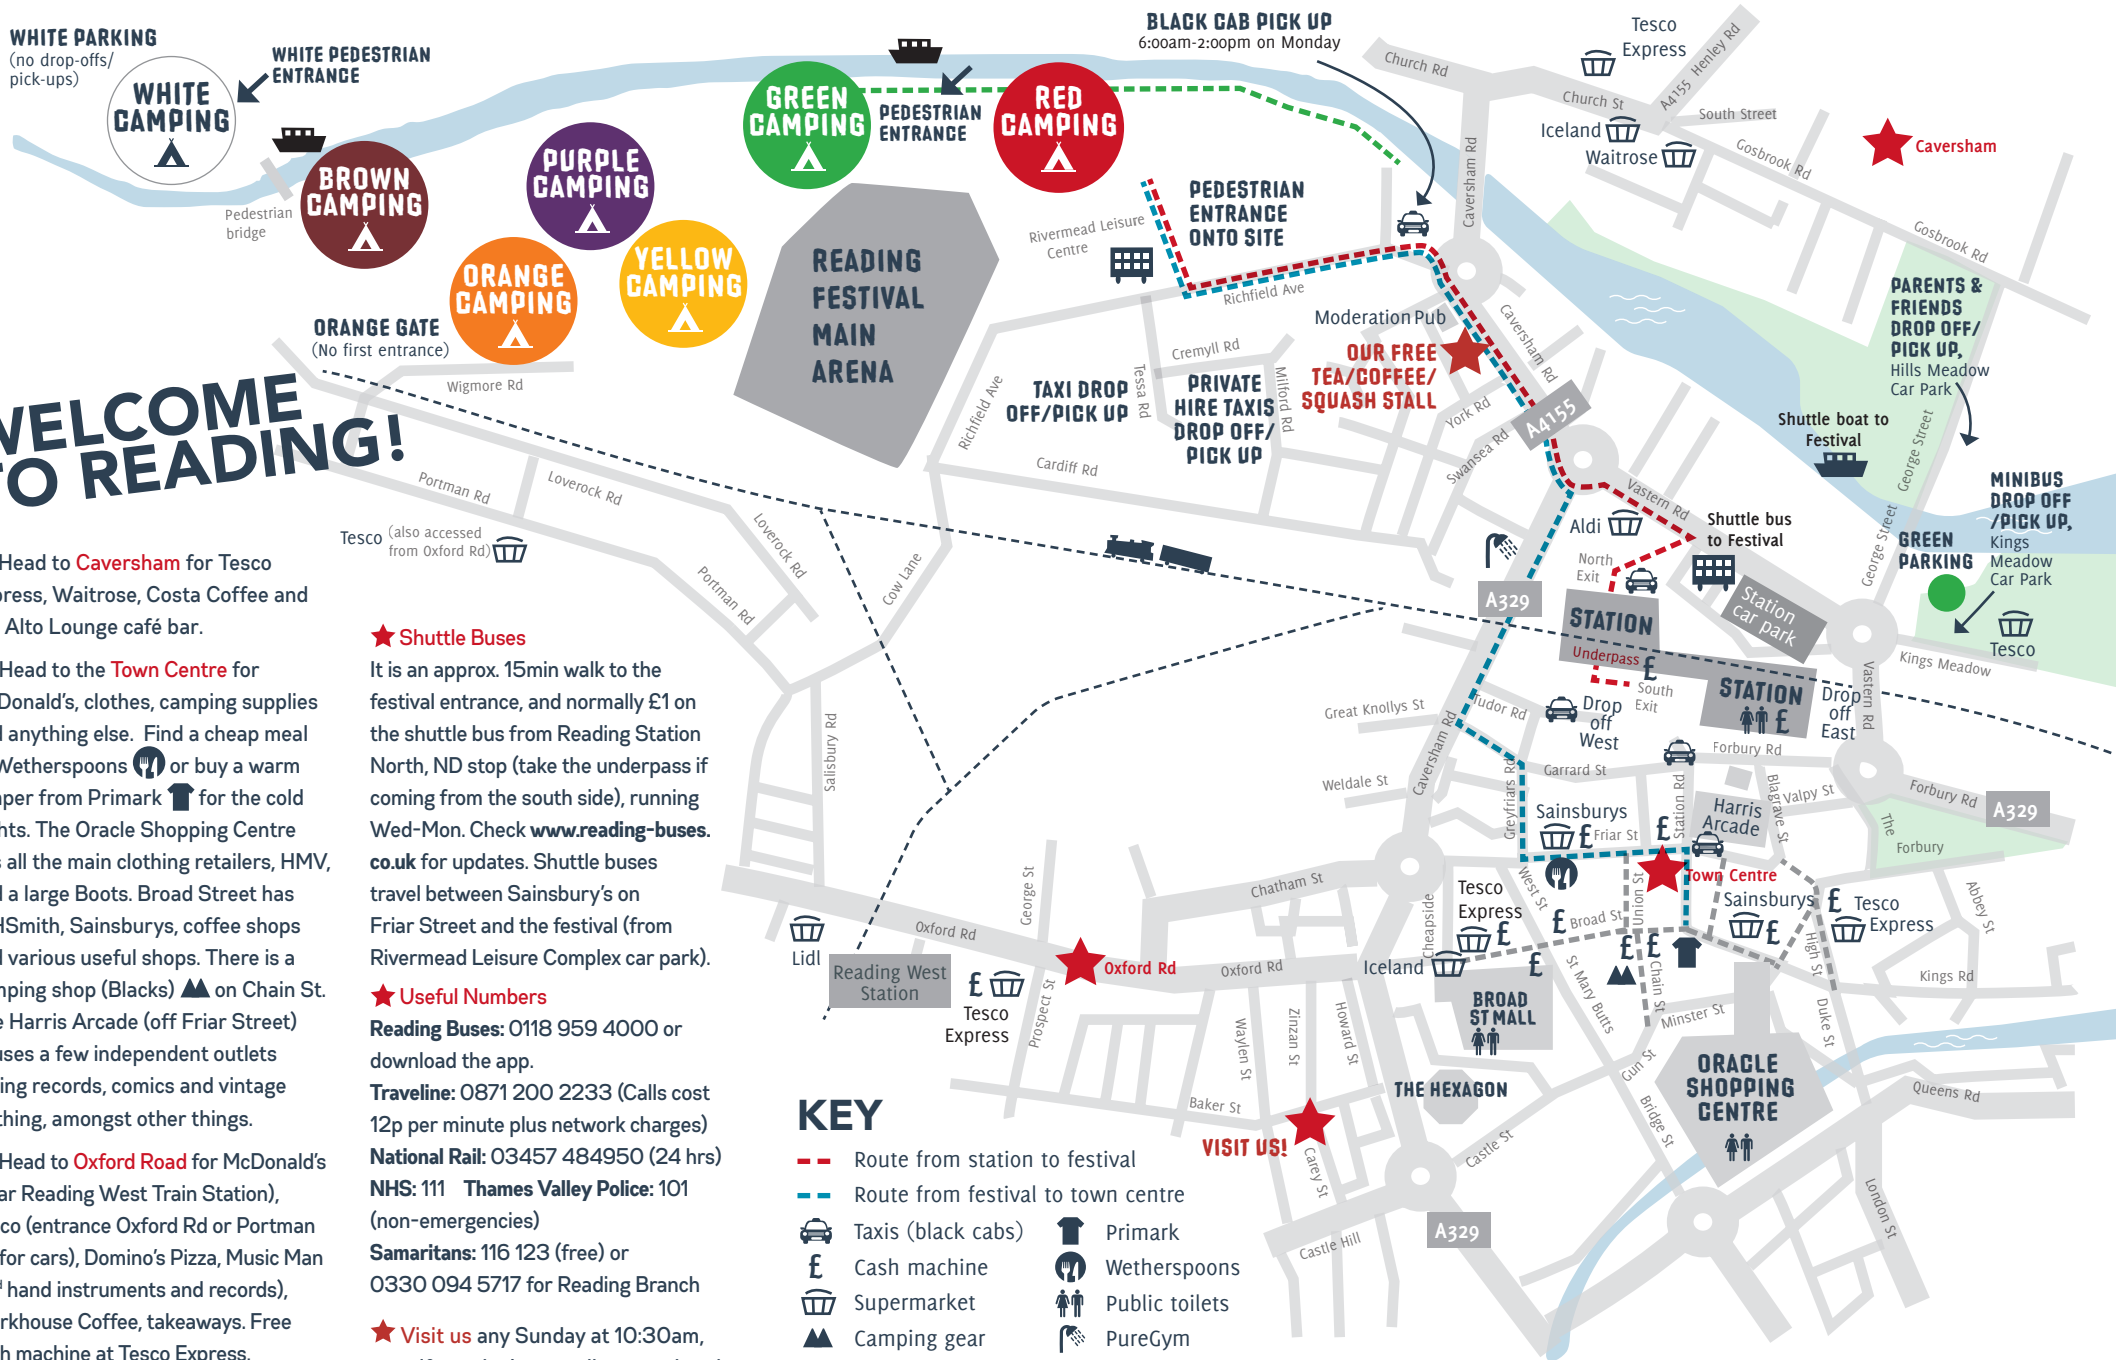 WHITE PARKING
(no drop-offs/
pick-ups)
WHITE PEDESTRIAN
ENTRANCE
WHITE
CAMPING
Pedestrian
bridge
BROWN
CAMPING
PURPLE
CAMPING
ORANGE
CAMPING
YELLOW
CAMPING
GREEN
CAMPING
PEDESTRIAN
ENTRANCE
RED
CAMPING
ORANGE GATE
(No first entrance)
READING
FESTIVAL
MAIN
ARENA
BLACK CAB PICK UP
6:00am-2:00pm on Monday
PEDESTRIAN
ENTRANCE
ONTO SITE
Rivermead Leisure
Centre
Richfield Ave
Church Rd
Caversham Rd
Tesco
Express
Church St
A4155 Henley Rd
South Street
Iceland
Waitrose
Gosbrook Rd
Caversham
Gosbrook Rd
PARENTS &
FRIENDS
DROP OFF/
PICK UP,
Hills Meadow
Car Park
George Street
Shuttle boat to
Festival
MINIBUS
DROP OFF
/PICK UP,
Kings
Meadow
Car Park
GREEN
PARKING
George Street
Tesco
Kings Meadow
Moderation Pub
OUR FREE
TEA/COFFEE/
SQUASH STALL
Caversham Rd
A4155
York Rd
Swansea Rd
Cremyll Rd
Tessa Rd
Milford Rd
TAXI DROP
OFF/PICK UP
PRIVATE
HIRE TAXIS
DROP OFF/
PICK UP
Richfield Ave
Cardiff Rd
Wigmore Rd
Portman Rd
Loverock Rd
Loverock Rd
Portman Rd
Cow Lane
Tesco
(also accessed
from Oxford Rd)
Vastern Rd
Aldi
Shuttle bus
to Festival
North
Exit
A329
STATION
Station
car park
Underpass
£
South
Exit
STATION
£
Drop
off
East
Drop
off
West
Vastern Rd
Tudor Rd
Great Knollys St
Caversham Rd
Weldale St
Greyfriars Rd
Garrard St
Forbury Rd
Station Rd
Blagrave St
Valpy St
Forbury Rd
A329
The
Forbury
Harris
Arcade
Sainsburys
£
Friar St
£
Town Centre
West St
Union St
Broad St
£
Tesco
Express
£
Cheapside
Iceland
£
BROAD
ST MALL
£
£
Chain St
Sainsburys
£
£
Tesco
Express
High St
Abbey St
Kings Rd
Duke St
St Mary Butts
Minster St
Gun St
Bridge St
ORACLE
SHOPPING
CENTRE
Queens Rd
London St
THE HEXAGON
Castle St
A329
Castle Hill
Carey St
VISIT US!
Baker St
Waylen St
Zinzan St
Howard St
Chatham St
Oxford Rd
Oxford Rd
Oxford Rd
Prospect St
George St
£
Tesco
Express
Reading West
Station
Lidl
Salisbury Rd
WELCOME
TO READING!
Head to Caversham for Tesco
press, Waitrose, Costa Coffee and
Alto Lounge café bar.
Head to the Town Centre for
Donald's, clothes, camping supplies
anything else. Find a cheap meal
Wetherspoons or buy a warm
per from Primark for the cold
hts. The Oracle Shopping Centre
all the main clothing retailers, HMV,
a large Boots. Broad Street has
HSmith, Sainsburys, coffee shops
various useful shops. There is a
mping shop (Blacks) on Chain St.
e Harris Arcade (off Friar Street)
uses a few independent outlets
ing records, comics and vintage
thing, amongst other things.
Head to Oxford Road for McDonald's
ar Reading West Train Station),
co (entrance Oxford Rd or Portman
for cars), Domino's Pizza, Music Man
hand instruments and records),
rkhouse Coffee, takeaways. Free
h machine at Tesco Express.
Shuttle Buses
It is an approx. 15min walk to the
festival entrance, and normally £1 on
the shuttle bus from Reading Station
North, ND stop (take the underpass if
coming from the south side), running
Wed-Mon. Check www.reading-buses.
co.uk for updates. Shuttle buses
travel between Sainsbury's on
Friar Street and the festival (from
Rivermead Leisure Complex car park).
Useful Numbers
Reading Buses: 0118 959 4000 or
download the app.
Traveline: 0871 200 2233 (Calls cost
12p per minute plus network charges)
National Rail: 03457 484950 (24 hrs)
NHS: 111 Thames Valley Police: 101
(non-emergencies)
Samaritans: 116 123 (free) or
0330 094 5717 for Reading Branch
Visit us any Sunday at 10:30am,
KEY
Route from station to festival
Route from festival to town centre
Taxis (black cabs)
£ Cash machine
Supermarket
Camping gear
Primark
Wetherspoons
Public toilets
PureGym